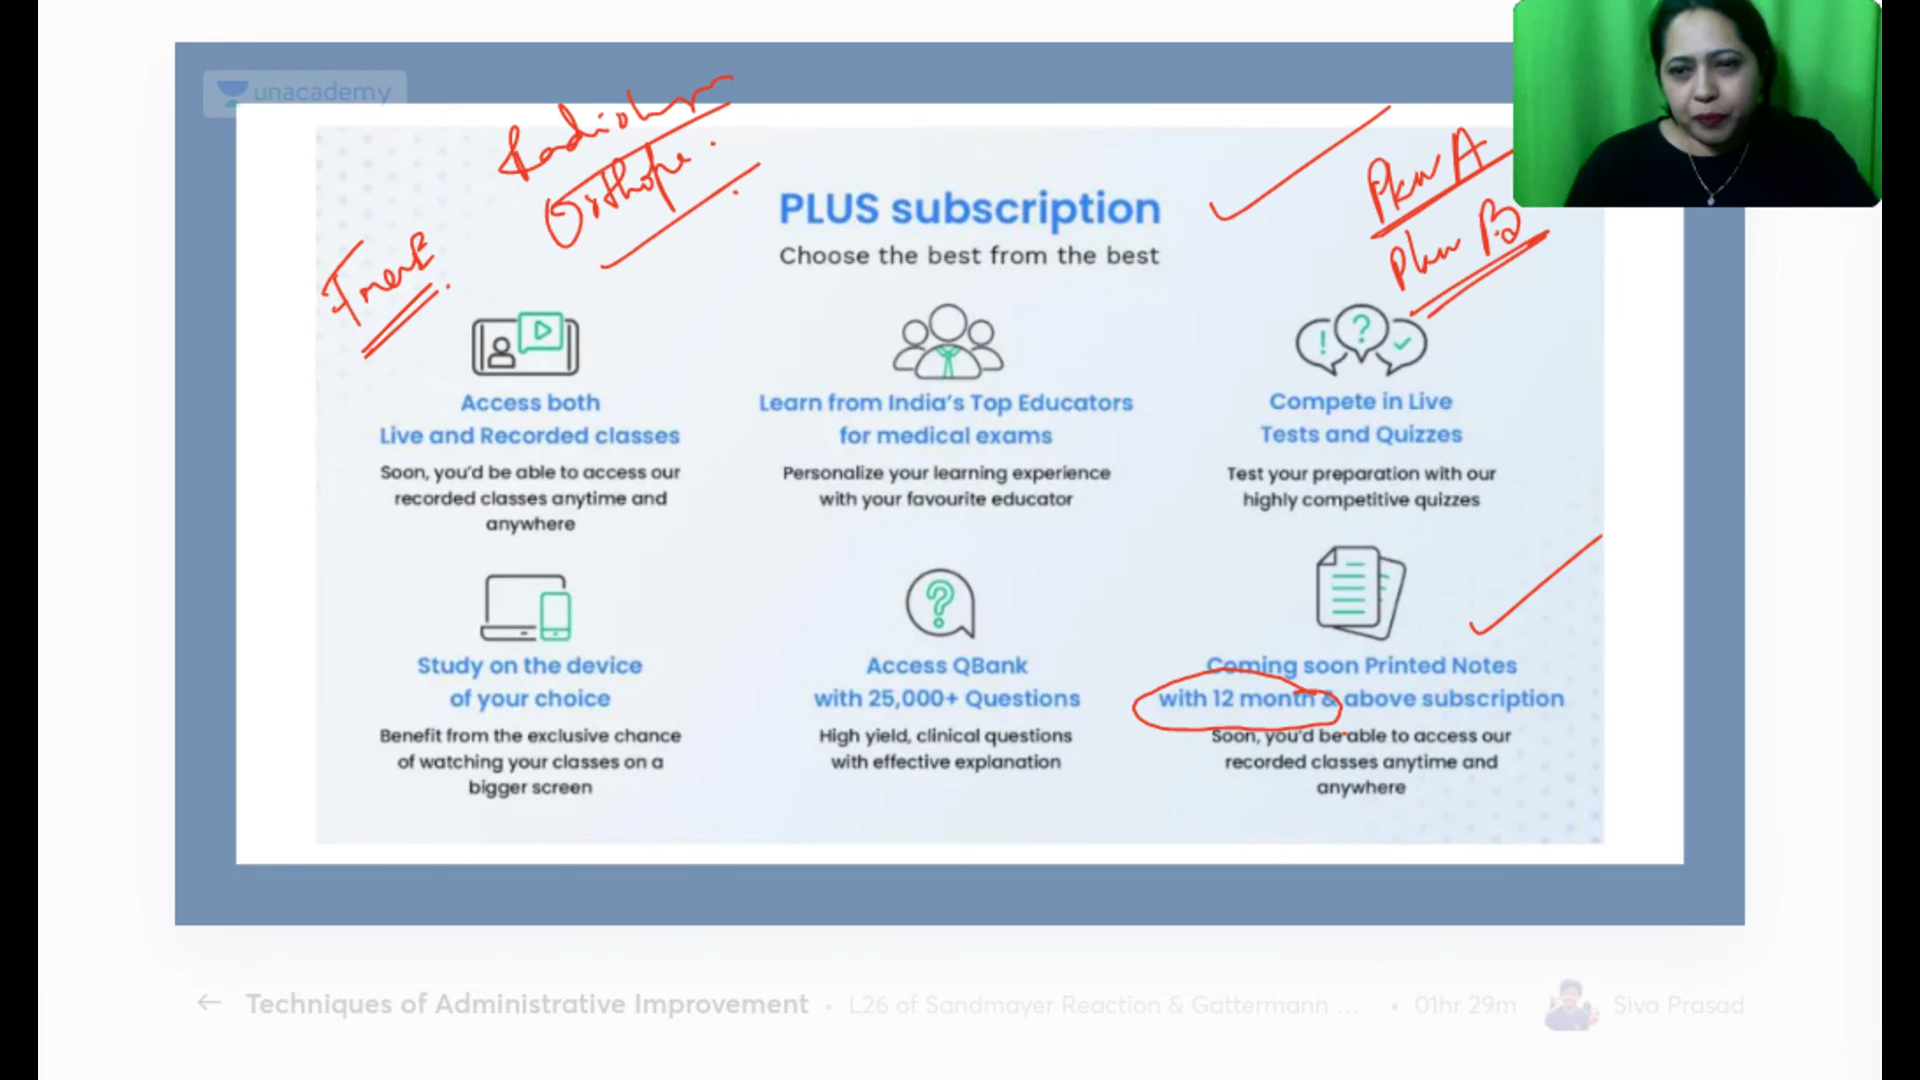 unacademy
Orthope.
Plan A
Plan B
PLUS subscription
Choose the best from the best
Access both
Live and Recorded classes
Soon, you'd be able to access our
recorded classes anytime and
anywhere
Learn from India's Top Educators
for medical exams
Personalize your learning experience
with your favourite educator
Compete in Live
Tests and Quizzes
Test your preparation with our
highly competitive quizzes
Study on the device
of your choice
Benefit from the exclusive chance
of watching your classes on a
bigger screen
Access QBank
with 25,000+ Questions
High yield, clinical questions
with effective explanation
Coming soon Printed Notes
with 12 month & above subscription
Soon, you'd be able to access our
recorded classes anytime and
anywhere
← Techniques of Administrative Improvement • L26 of Sandmayer Reaction & Gattermann ... • 01hr 29m Siva Prasad